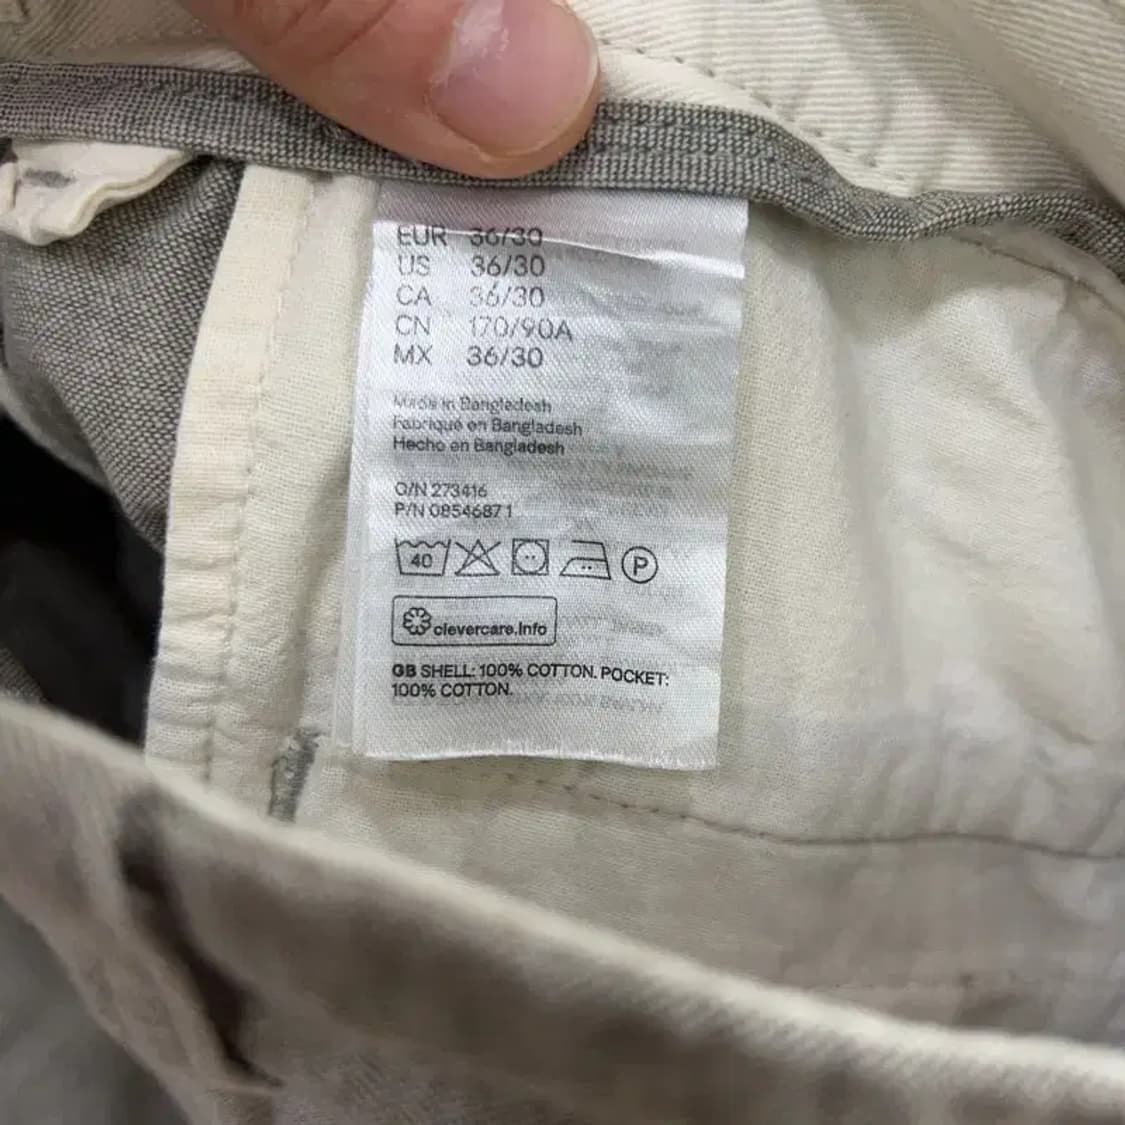 EUR 36/30
US 36/30
CA 36/30
CN 170/90A
MX 36/30
Made in Bangladesh
Fabriqué en Bangladesh
Hecho en Bangladesh
O/N 273416
P/N 08546871
40 P
clevercare.info
GB SHELL: 100% COTTON. POCKET:
100% COTTON.